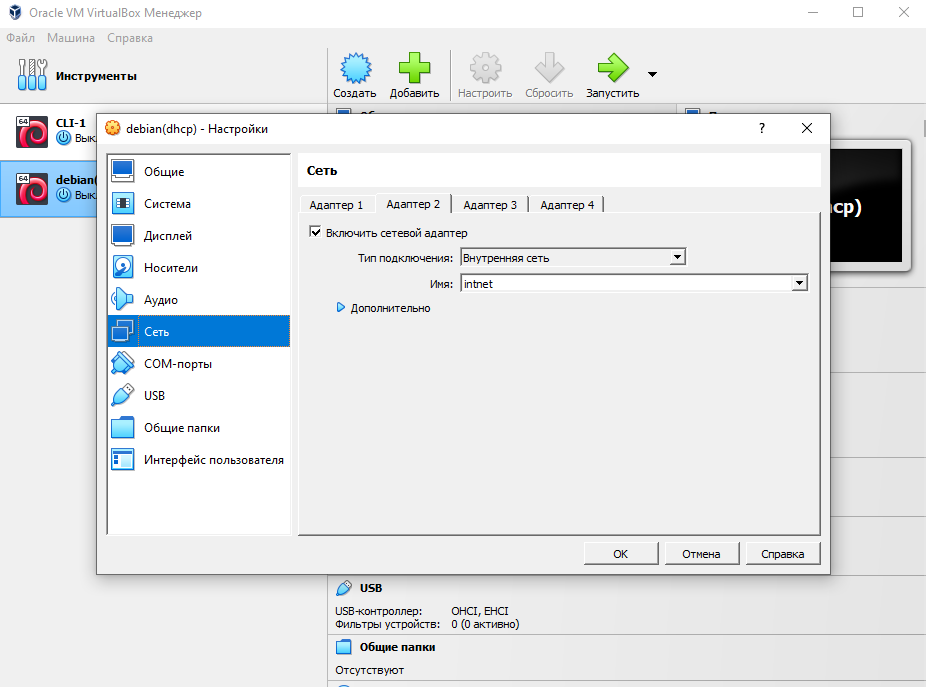 Oracle VM VirtualBox Менеджер
Файл Машина Справка
Инструменты
Создать Добавить Настроить Сбросить Запустить
64 CLI-1
Вык
64 debian(
Вык
debian(dhcp) - Настройки ?
Общие
Система
Дисплей
Носители
Аудио
Сеть
COM-порты
USB
Общие папки
Интерфейс пользователя
Сеть
Адаптер 1 Адаптер 2 Адаптер 3 Адаптер 4
Включить сетевой адаптер
Тип подключения: Внутренняя сеть
Имя: intnet
Дополнительно
OK Отмена Справка
cp)
USB
USB-контроллер: OHCI, EHCI
Фильтры устройств: 0 (0 активно)
Общие папки
Отсутствуют